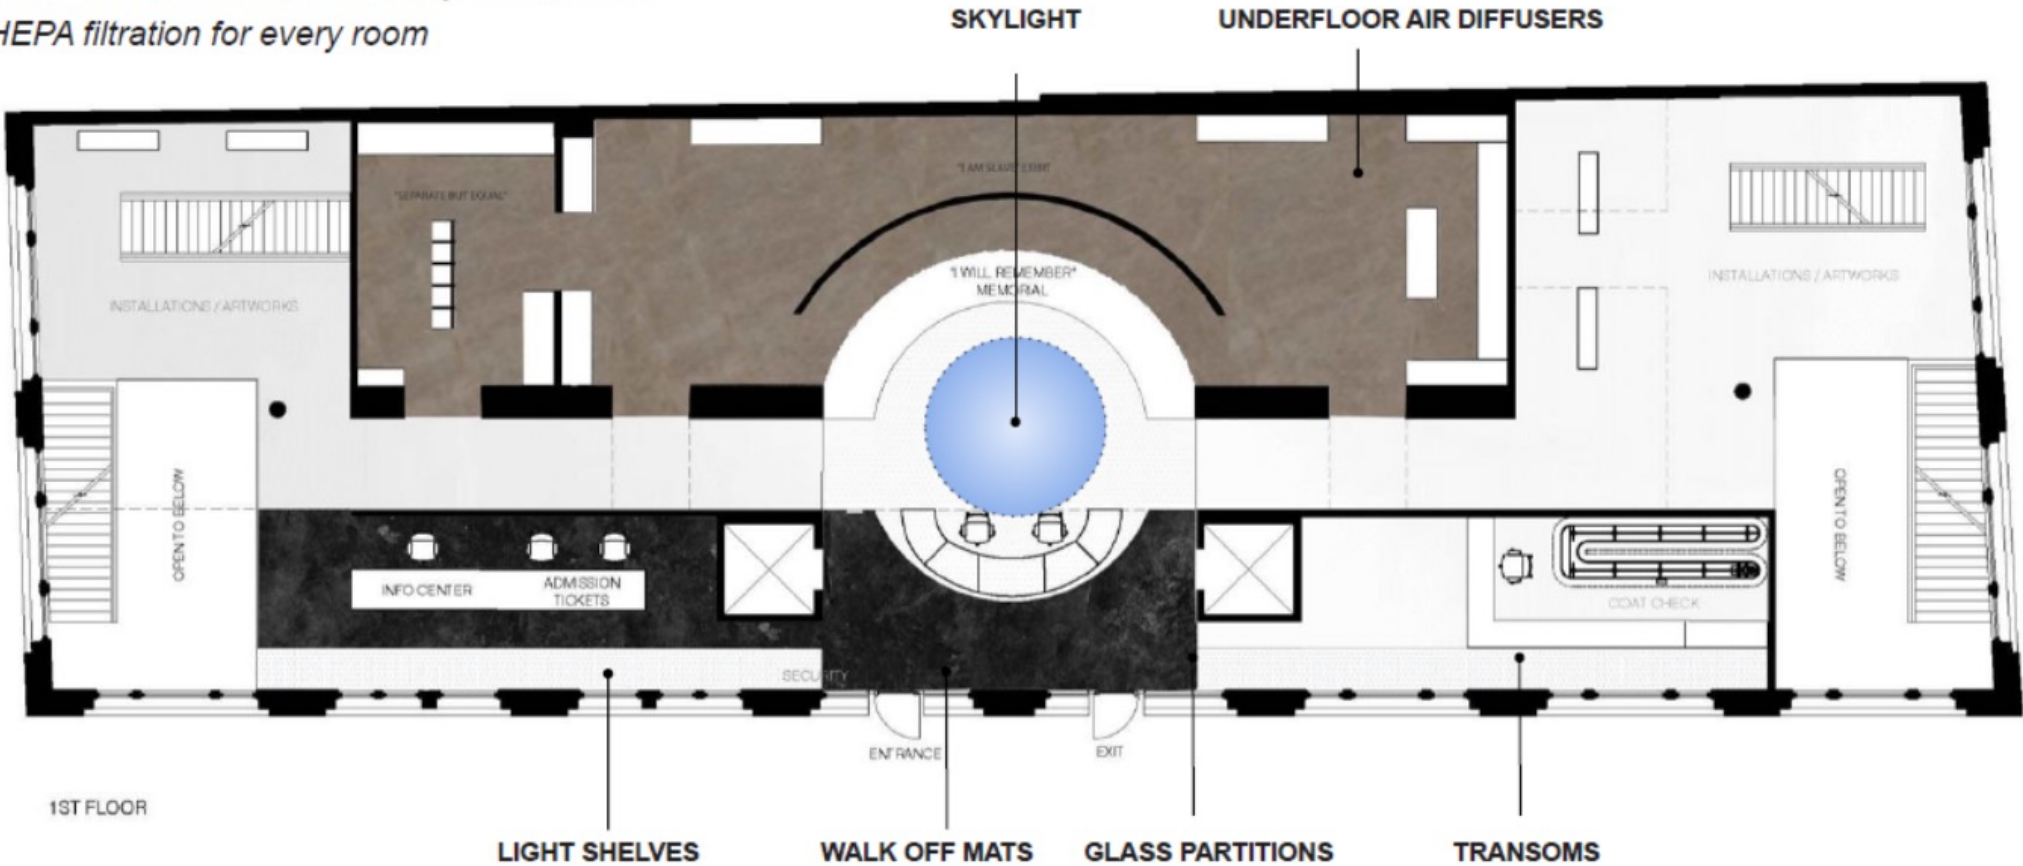 HEPA filtration for every room
SKYLIGHT
UNDERFLOOR AIR DIFFUSERS
"I AM
"SEPARATE BUT EQUAL"
"I WILL REMEMBER"
MEMORIAL
INSTALLATIONS / ARTWORKS
INSTALLATIONS / ARTWORKS
OPEN TO BELOW
OPEN TO BELOW
INFO CENTER
ADMISSION
TICKETS
COAT CHECK
SECURITY
ENTRANCE
EXIT
1ST FLOOR
LIGHT SHELVES
WALK OFF MATS
GLASS PARTITIONS
TRANSOMS